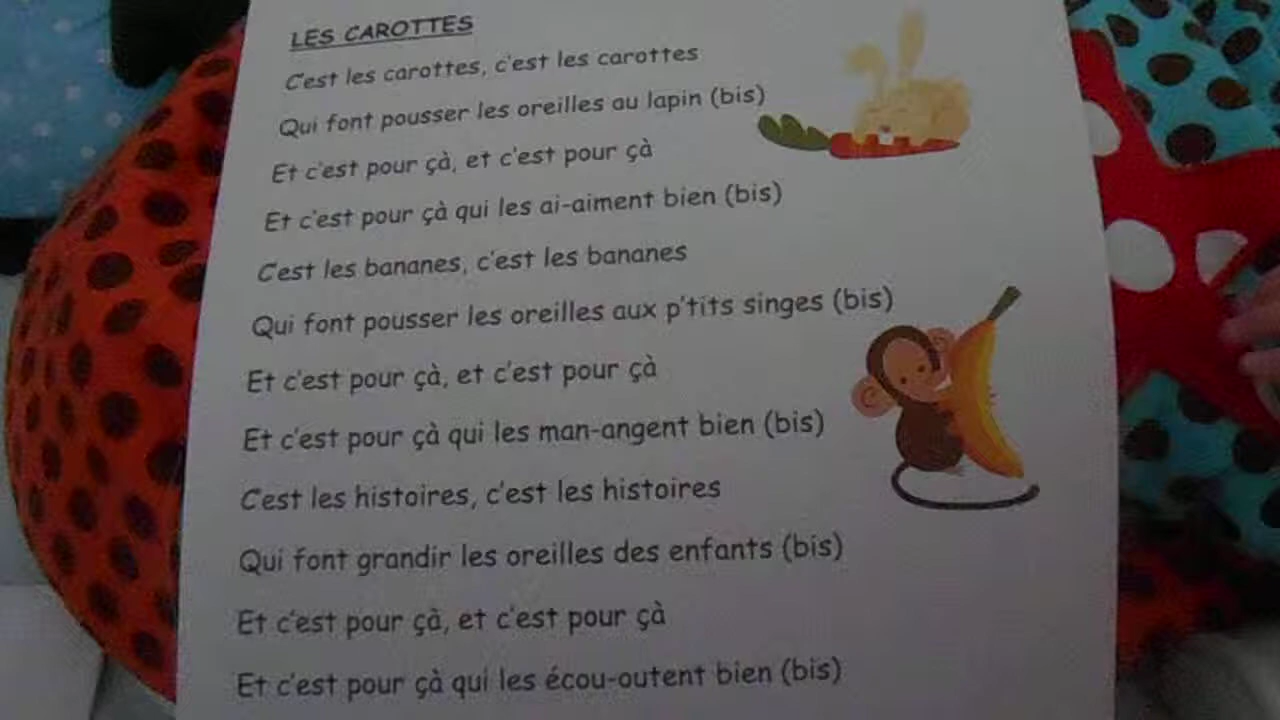 LES CAROTTES
C'est les carottes, c'est les carottes
Qui font pousser les oreilles au lapin (bis)
Et c'est pour çà, et c'est pour çà
Et c'est pour çà qui les ai-aiment bien (bis)
C'est les bananes, c'est les bananes
Qui font pousser les oreilles aux p'tits singes (bis)
Et c'est pour çà, et c'est pour çà
Et c'est pour çà qui les man-angent bien (bis)
C'est les histoires, c'est les histoires
Qui font grandir les oreilles des enfants (bis)
Et c'est pour çà, et c'est pour çà
Et c'est pour çà qui les écou-outent bien (bis)